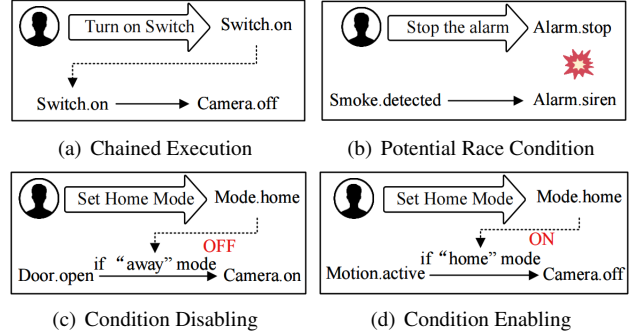 Turn on Switch
Switch.on
Switch.on
Camera.off
(a) Chained Execution
Stop the alarm
Alarm.stop
Smoke.detected
Alarm.siren
(b) Potential Race Condition
Set Home Mode
Mode.home
OFF
if “away” mode
Door.open
Camera.on
(c) Condition Disabling
Set Home Mode
Mode.home
ON
if “home” mode
Motion.active
Camera.off
(d) Condition Enabling